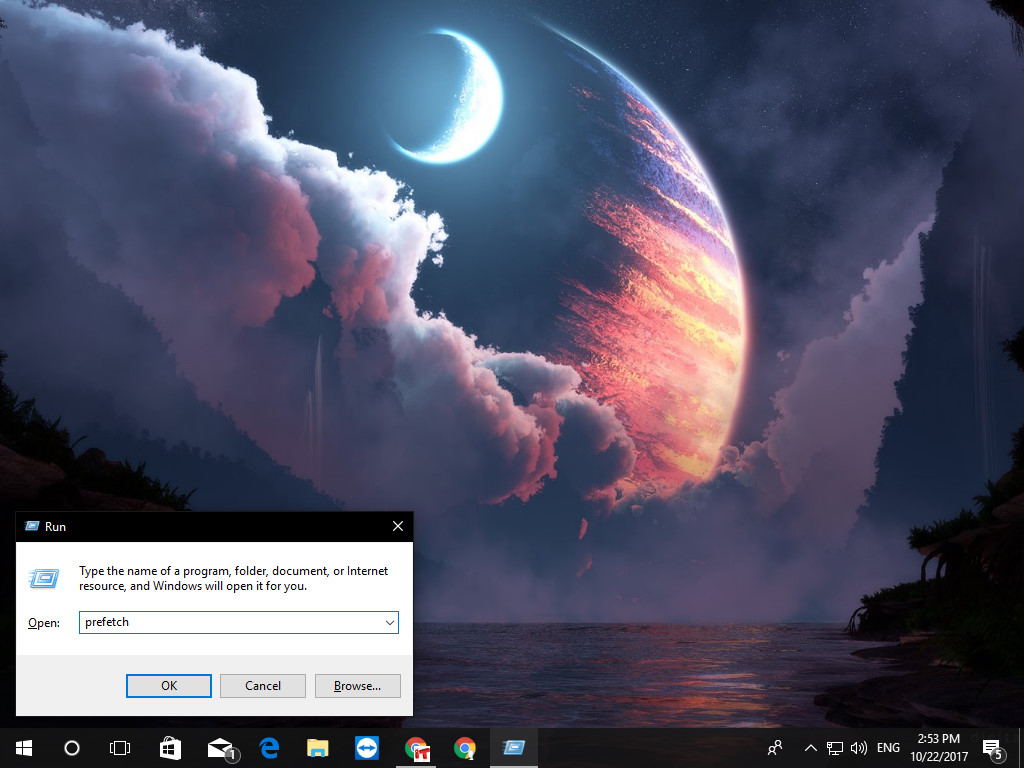 Run
Type the name of a program, folder, document, or Internet
resource, and Windows will open it for you.
Open:
prefetch
OK
Cancel
Browse...
1
ENG
2:53 PM
10/22/2017
5